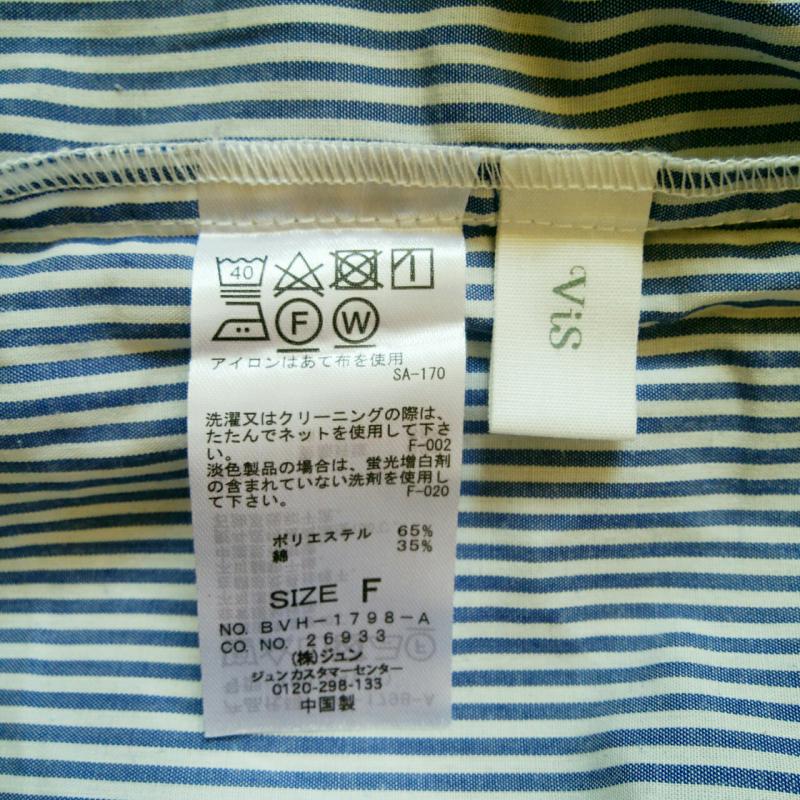 40
F W
アイロンはあて布を使用
SA-170
洗濯又はクリーニングの際は、
たたんでネットを使用して下さ
い。 F-002
淡色製品の場合は、蛍光増白剤
の含まれていない洗剤を使用し
て下さい。 F-020
ポリエステル 65%
綿 35%
SIZE F
NO. BVH-1798-A
CO. NO. 26933
(株)ジュン
ジュンカスタマーセンター
0120-298-133
中国製
ViS